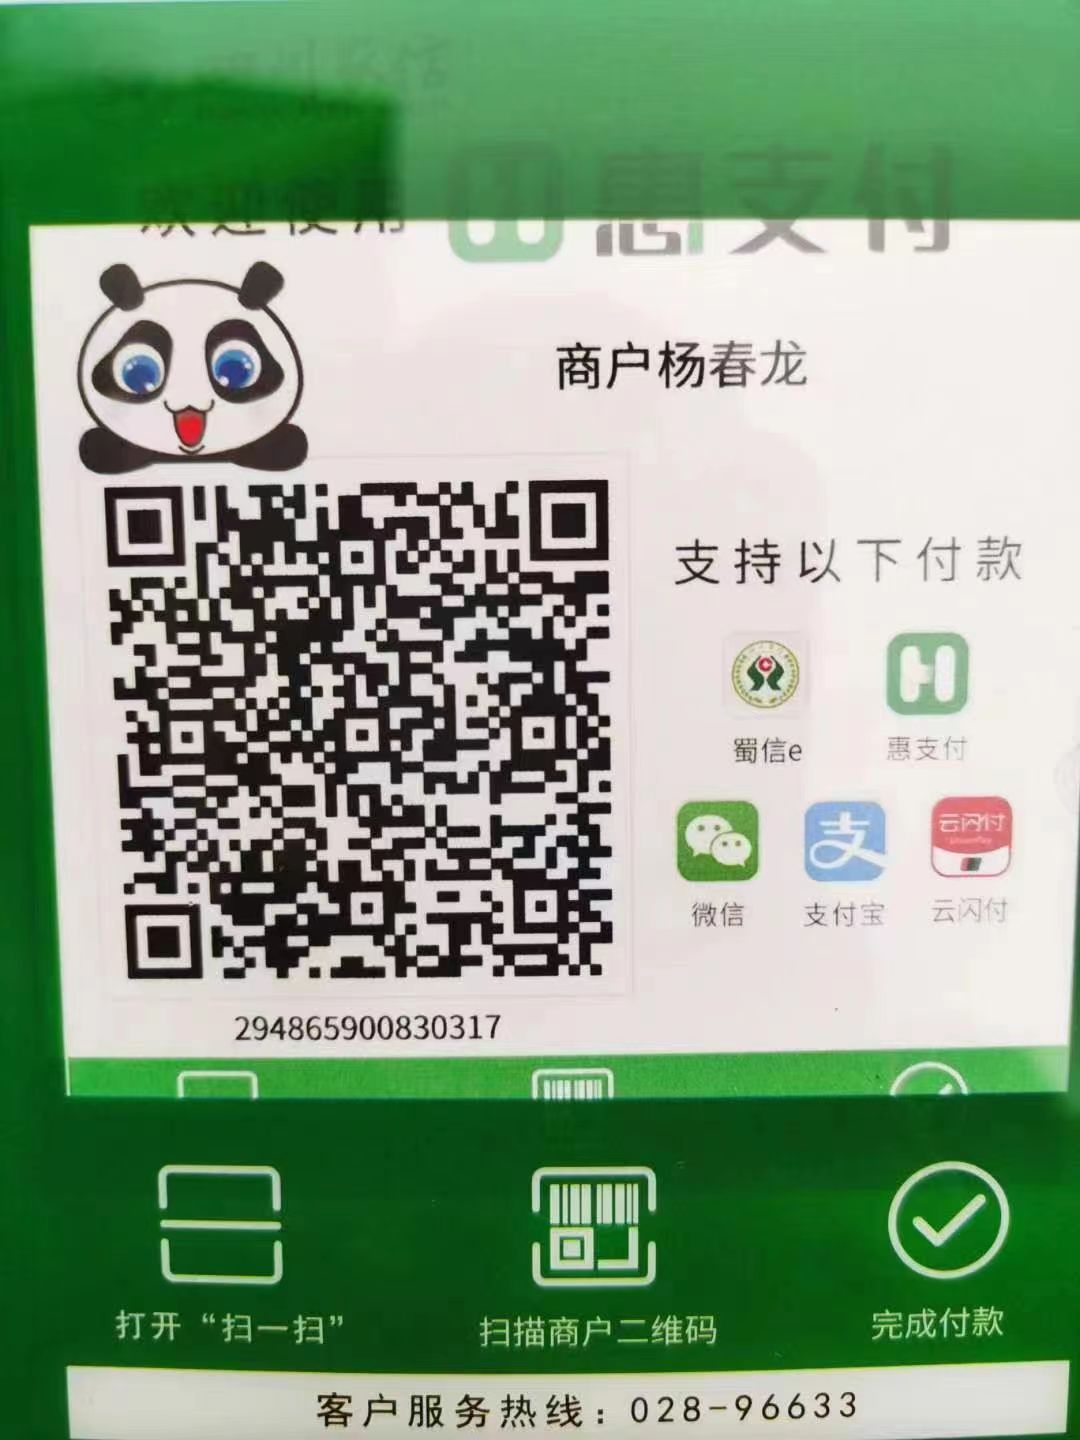 欢迎使用 惠支付
商户杨春龙
支持以下付款
蜀信e 惠支付
云闪付
微信 支付宝 云闪付
294865900830317
打开“扫一扫” 扫描商户二维码 完成付款
客户服务热线：028-96633